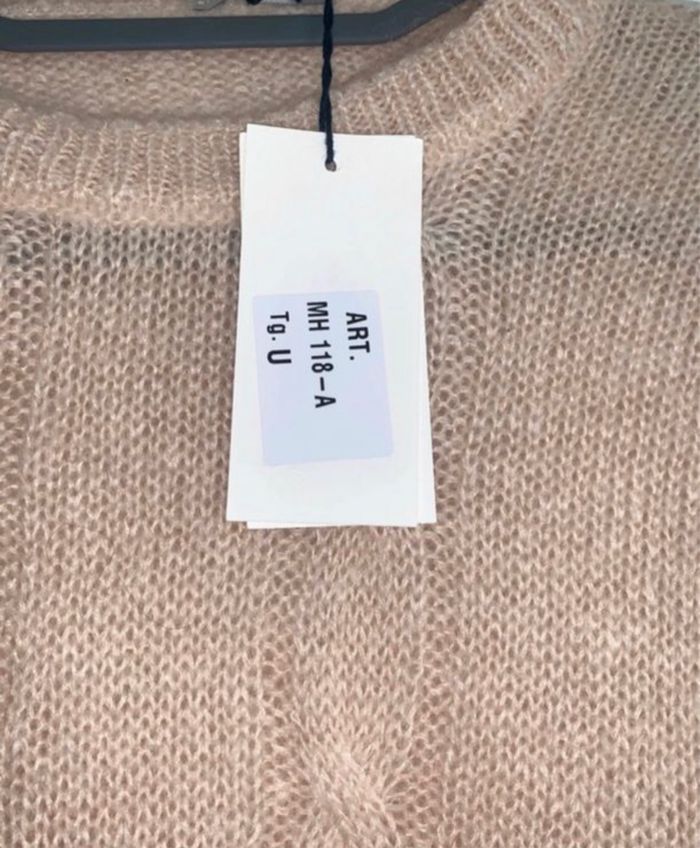 ART.
MH 118-A
Tg. U